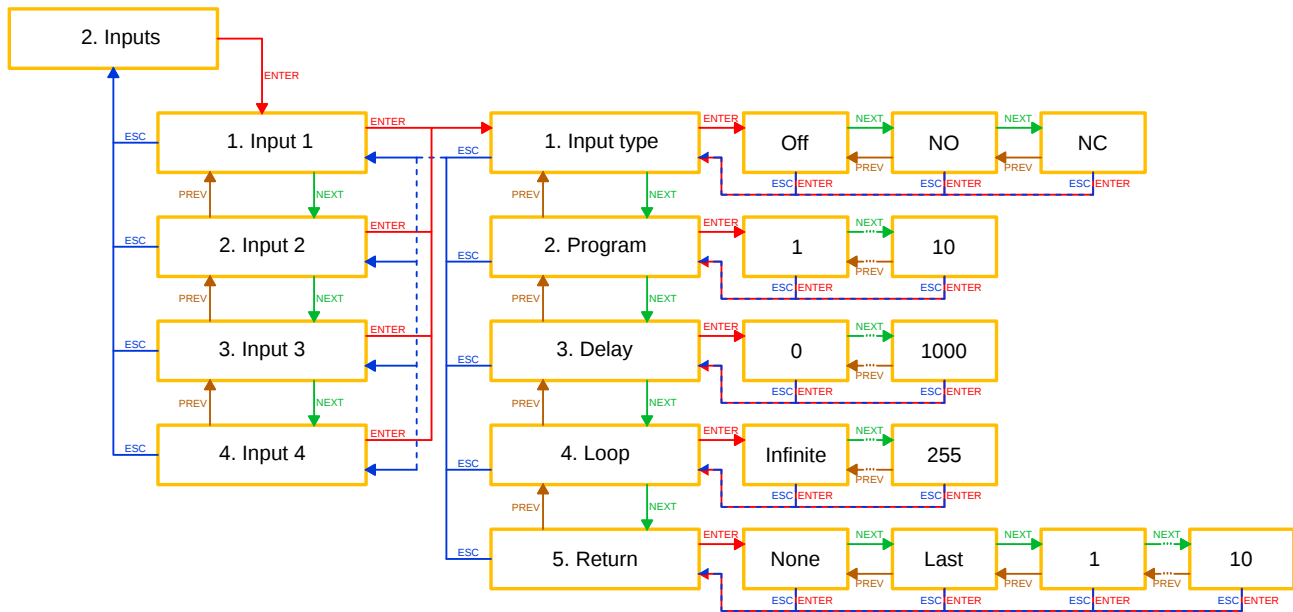 2. Inputs
ENTER
ESC
1. Input 1
ENTER
ESC
1. Input type
ENTER
Off
NEXT
PREV
NO
NEXT
PREV
NC
ESC ENTER
ESC ENTER
ESC ENTER
PREV
NEXT
PREV
NEXT
ESC
2. Input 2
ENTER
ESC
2. Program
ENTER
1
NEXT
PREV
10
ESC ENTER
ESC ENTER
PREV
NEXT
PREV
NEXT
ESC
3. Input 3
ENTER
ESC
3. Delay
ENTER
0
NEXT
PREV
1000
ESC ENTER
ESC ENTER
PREV
NEXT
PREV
NEXT
ESC
4. Input 4
ENTER
ESC
4. Loop
ENTER
Infinite
NEXT
PREV
255
ESC ENTER
ESC ENTER
PREV
NEXT
ESC
5. Return
ENTER
None
NEXT
PREV
Last
NEXT
PREV
1
NEXT
PREV
10
ESC ENTER
ESC ENTER
ESC ENTER
ESC ENTER